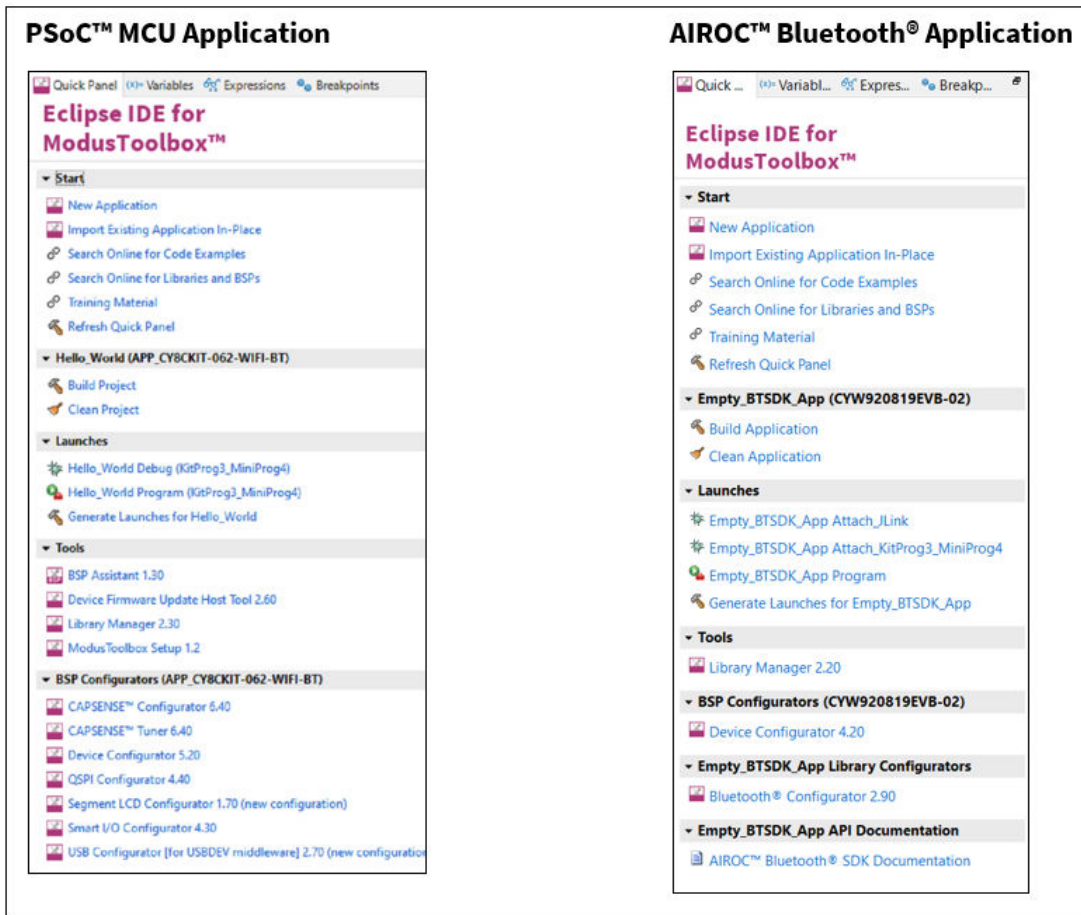 PSoC™ MCU Application
Quick Panel (x)= Variables Expressions Breakpoints
Eclipse IDE for
ModusToolbox™
Start
New Application
Import Existing Application In-Place
Search Online for Code Examples
Search Online for Libraries and BSPs
Training Material
Refresh Quick Panel
Hello_World (APP_CY8CKIT-062-WIFI-BT)
Build Project
Clean Project
Launches
Hello_World Debug (KitProg3_MiniProg4)
Hello_World Program (KitProg3_MiniProg4)
Generate Launches for Hello_World
Tools
BSP Assistant 1.30
Device Firmware Update Host Tool 2.60
Library Manager 2.30
ModusToolbox Setup 1.2
BSP Configurators (APP_CY8CKIT-062-WIFI-BT)
CAPSENSE™ Configurator 6.40
CAPSENSE™ Tuner 6.40
Device Configurator 5.20
QSPI Configurator 4.40
Segment LCD Configurator 1.70 (new configuration)
Smart I/O Configurator 4.30
USB Configurator [for USBDEV middleware] 2.70 (new configuration
AIROC™ Bluetooth® Application
Quick ... (x)= Variabl... Expres... Breakp...
Eclipse IDE for
ModusToolbox™
Start
New Application
Import Existing Application In-Place
Search Online for Code Examples
Search Online for Libraries and BSPs
Training Material
Refresh Quick Panel
Empty_BTSDK_App (CYW920819EVB-02)
Build Application
Clean Application
Launches
Empty_BTSDK_App Attach_JLink
Empty_BTSDK_App Attach_KitProg3_MiniProg4
Empty_BTSDK_App Program
Generate Launches for Empty_BTSDK_App
Tools
Library Manager 2.20
BSP Configurators (CYW920819EVB-02)
Device Configurator 4.20
Empty_BTSDK_App Library Configurators
Bluetooth® Configurator 2.90
Empty_BTSDK_App API Documentation
AIROC™ Bluetooth® SDK Documentation